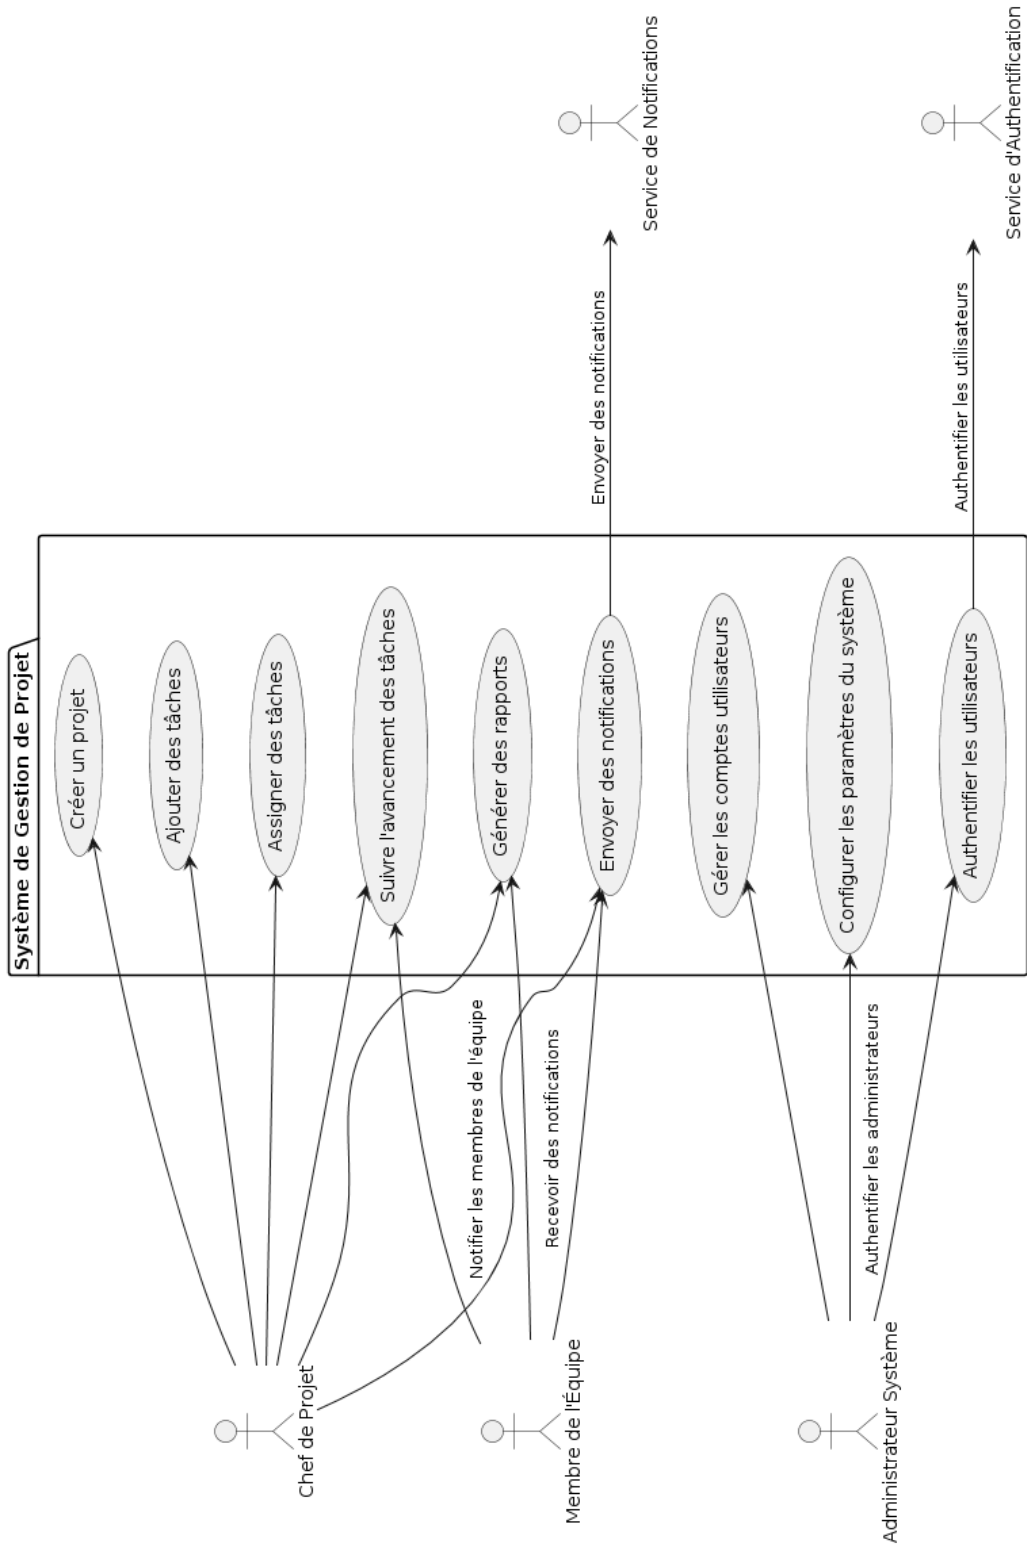 Système de Gestion de Projet
Créer un projet
Ajouter des tâches
Assigner des tâches
Suivre l'avancement des tâches
Générer des rapports
Envoyer des notifications
Gérer les comptes utilisateurs
Configurer les paramètres du système
Authentifier les utilisateurs
Chef de Projet
Membre de l'Équipe
Administrateur Système
Notifier les membres de l'équipe
Recevoir des notifications
Authentifier les administrateurs
Envoyer des notifications
Authentifier les utilisateurs
Service de Notifications
Service d'Authentification